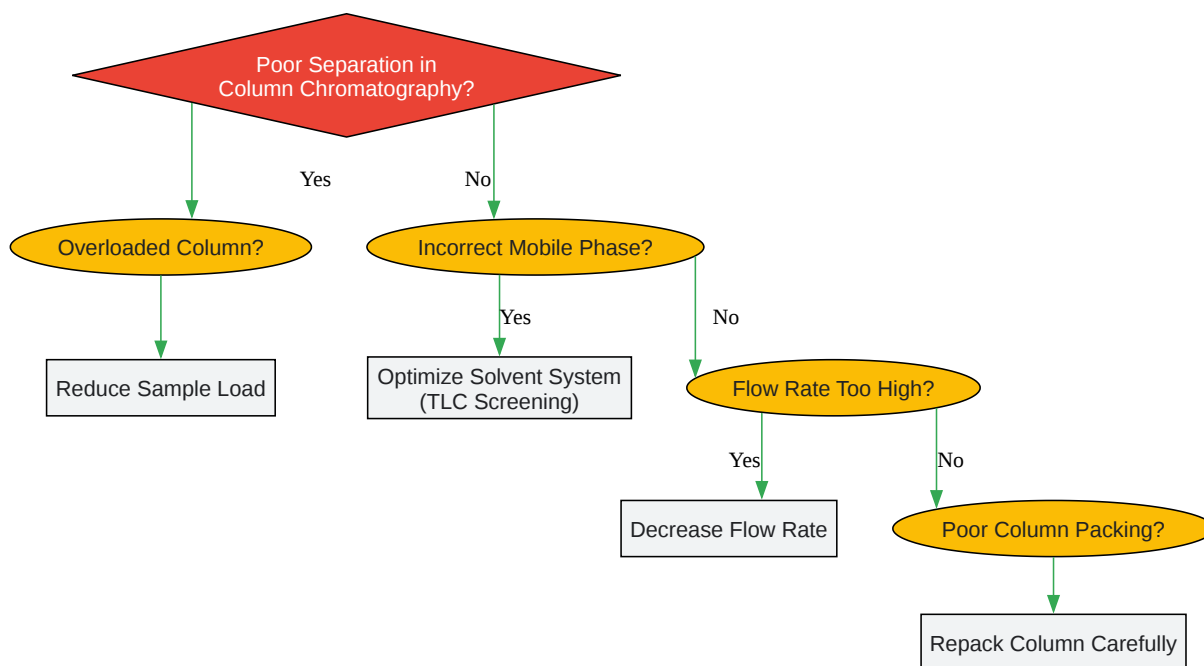 Poor Separation in
Column Chromatography?
Yes
No
Overloaded Column?
Incorrect Mobile Phase?
Yes
No
Reduce Sample Load
Optimize Solvent System
(TLC Screening)
Flow Rate Too High?
Yes
No
Decrease Flow Rate
Poor Column Packing?
Repack Column Carefully